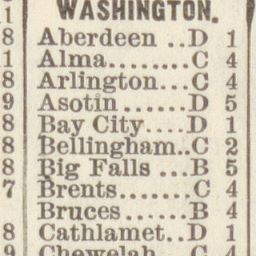 WASHINGTON.
8 Aberdeen ..D 1
1 Alma........C 4
8 Arlington...C 4
9 Asotin ......D 5
8 Bay City....D 1
8 Bellingham..C 2
8 Big Falls ...B 5
7 Brents.......C 4
Bruces.......B 4
8 Cathlamet..D 1
9 Chewelah C 4